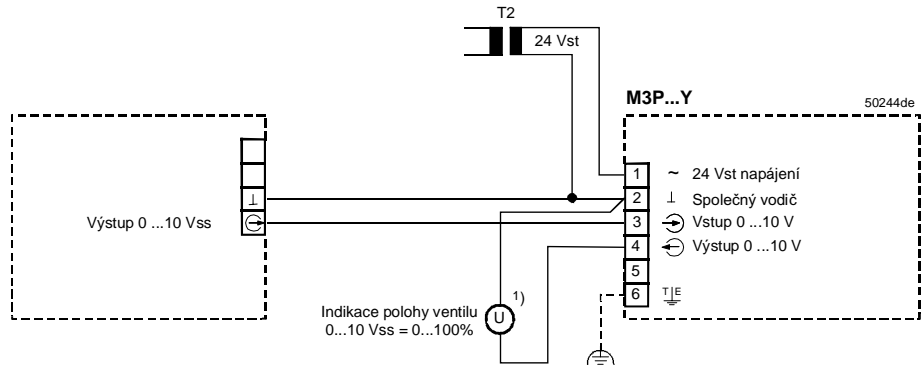 T2
24 Vst
M3P...Y
50244de
1 ~ 24 Vst napájení
⊥ 2 ⊥ Společný vodič
Výstup 0 ...10 Vss 3 Vstup 0 ...10 V
4 Výstup 0 ...10 V
5
6 T E
Indikace polohy ventilu
0...10 Vss = 0...100%
U 1)